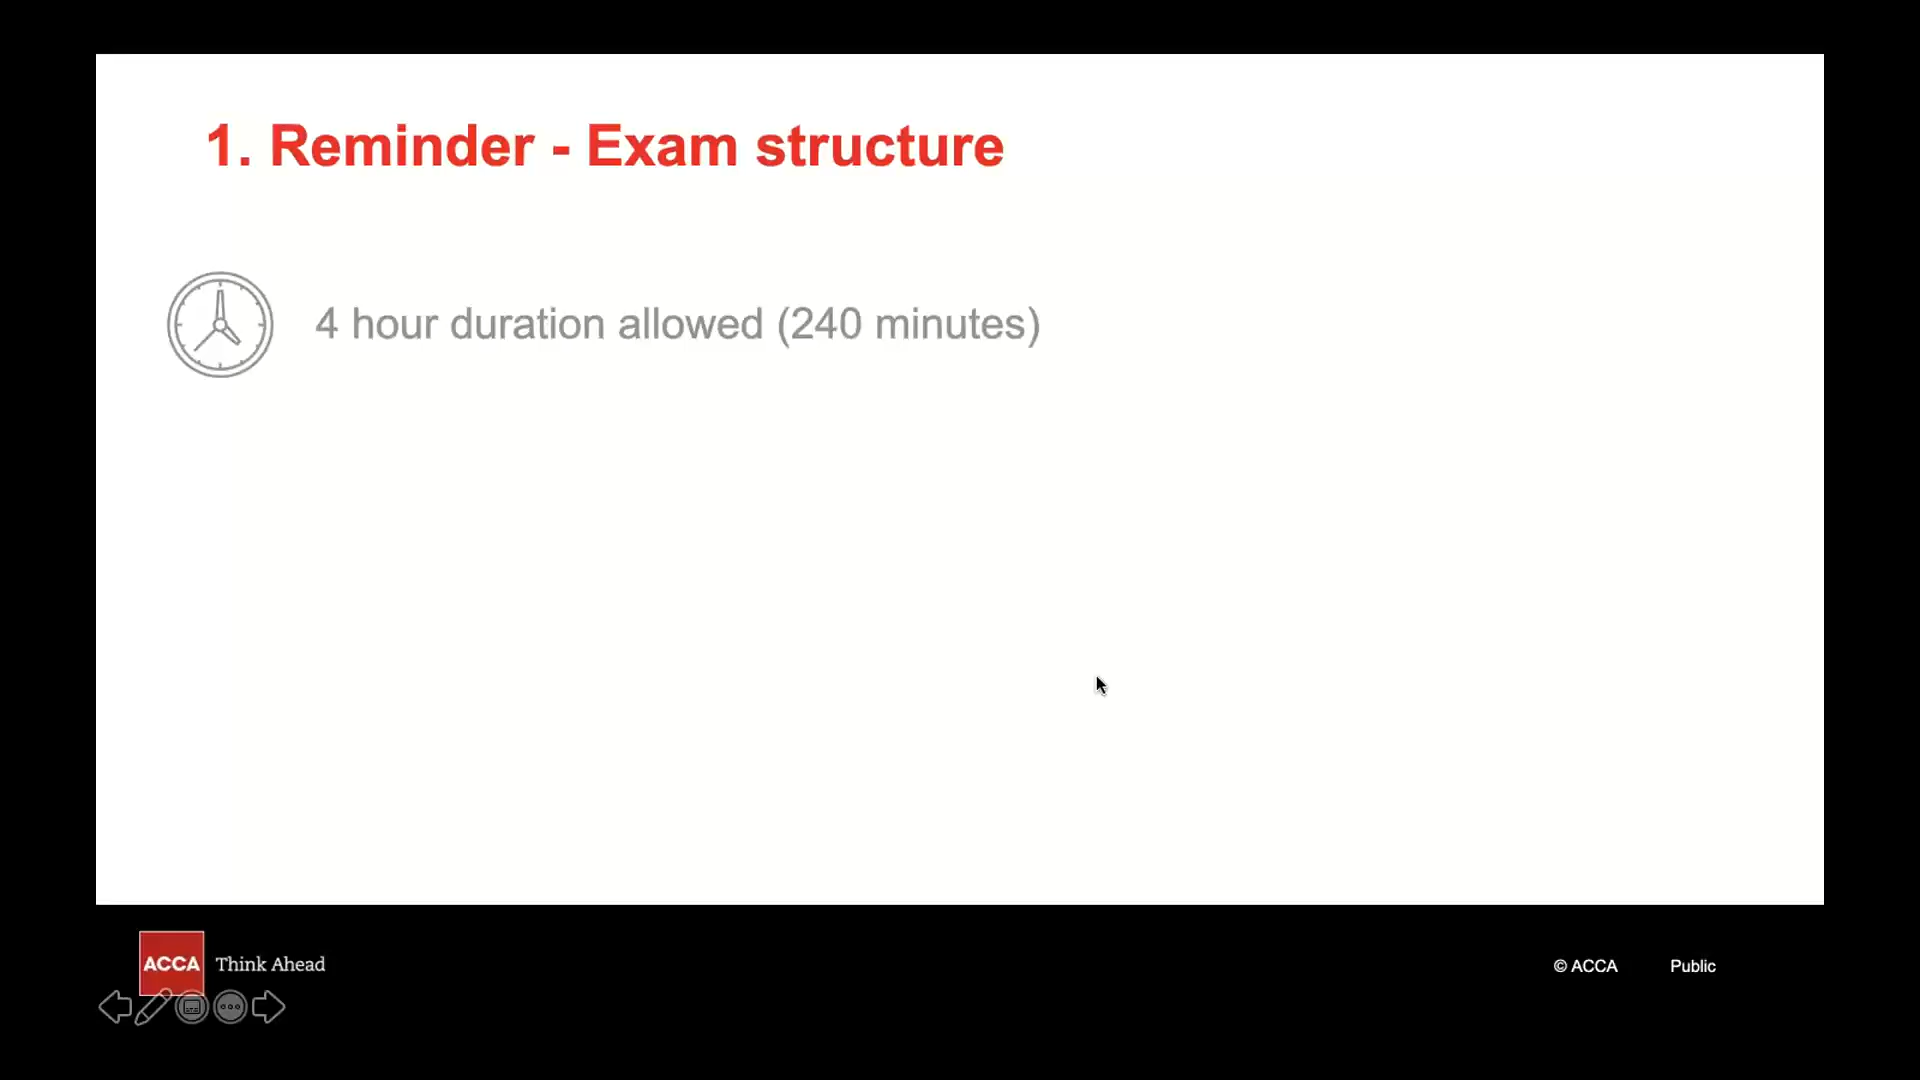 1. Reminder - Exam structure
4 hour duration allowed (240 minutes)
ACCA Think Ahead
© ACCA Public